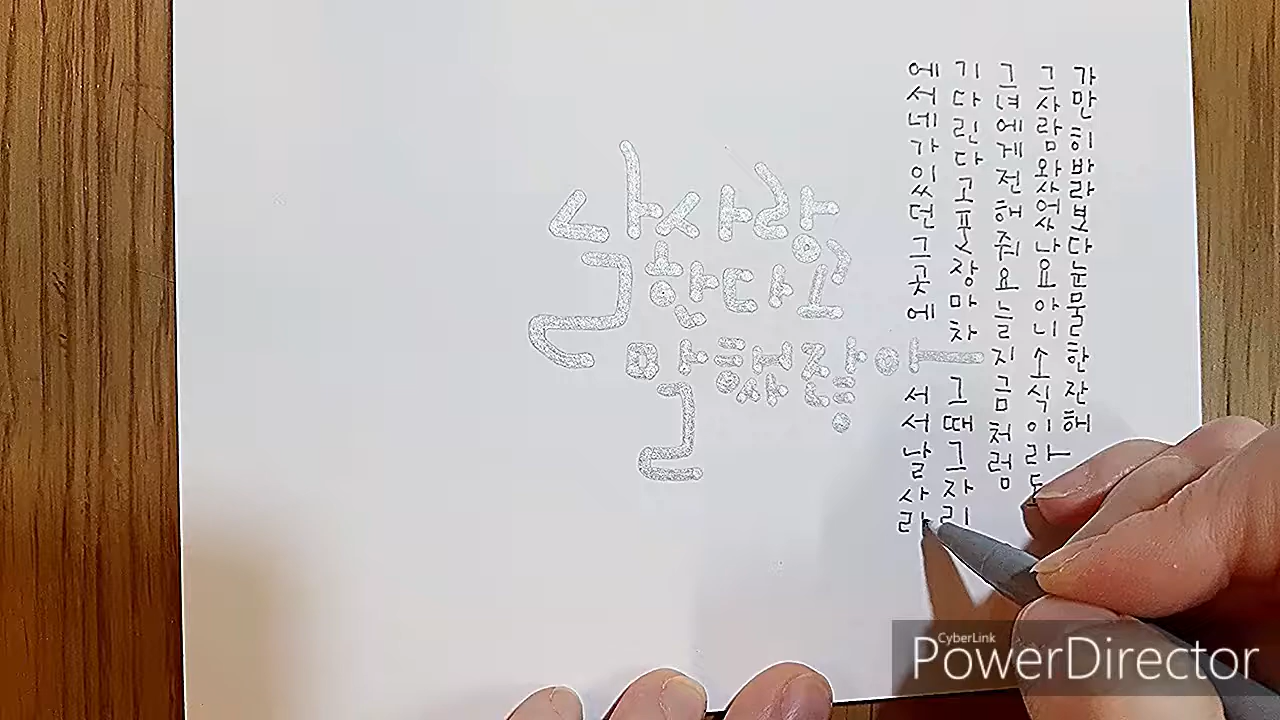 날 사랑
한다고
말했잖아
가만히바라보다눈물한잔해
그사람왔었나요아니소식이라도
그녀에게전해줘요늘지금처럼
기다린다고포장마차 그때그자리
에서네가있던그곳에 서서날사라
CyberLink
PowerDirector